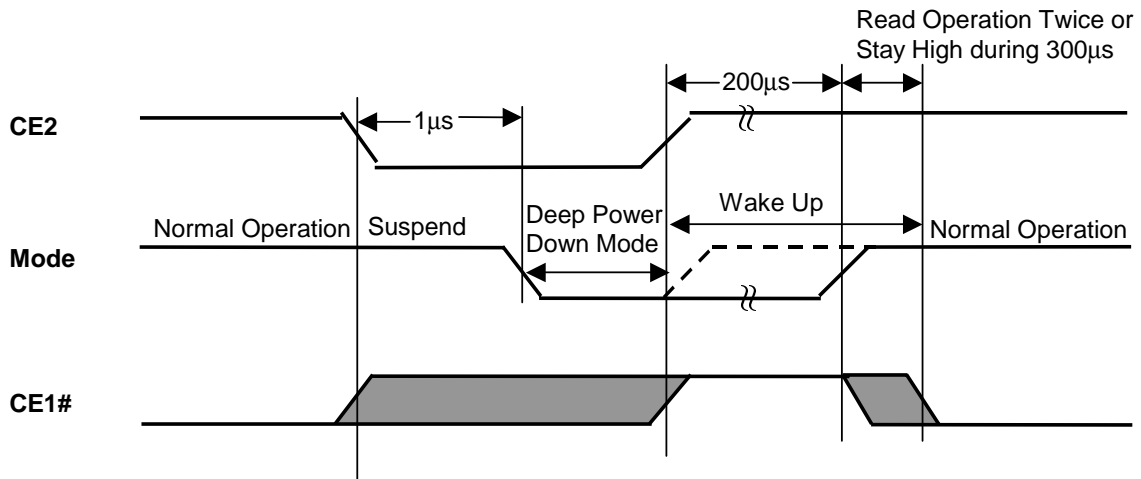 Read Operation Twice or
Stay High during 300μs
200μs
CE2
1μs
Normal Operation
Suspend
Deep Power
Down Mode
Wake Up
Normal Operation
Mode
CE1#